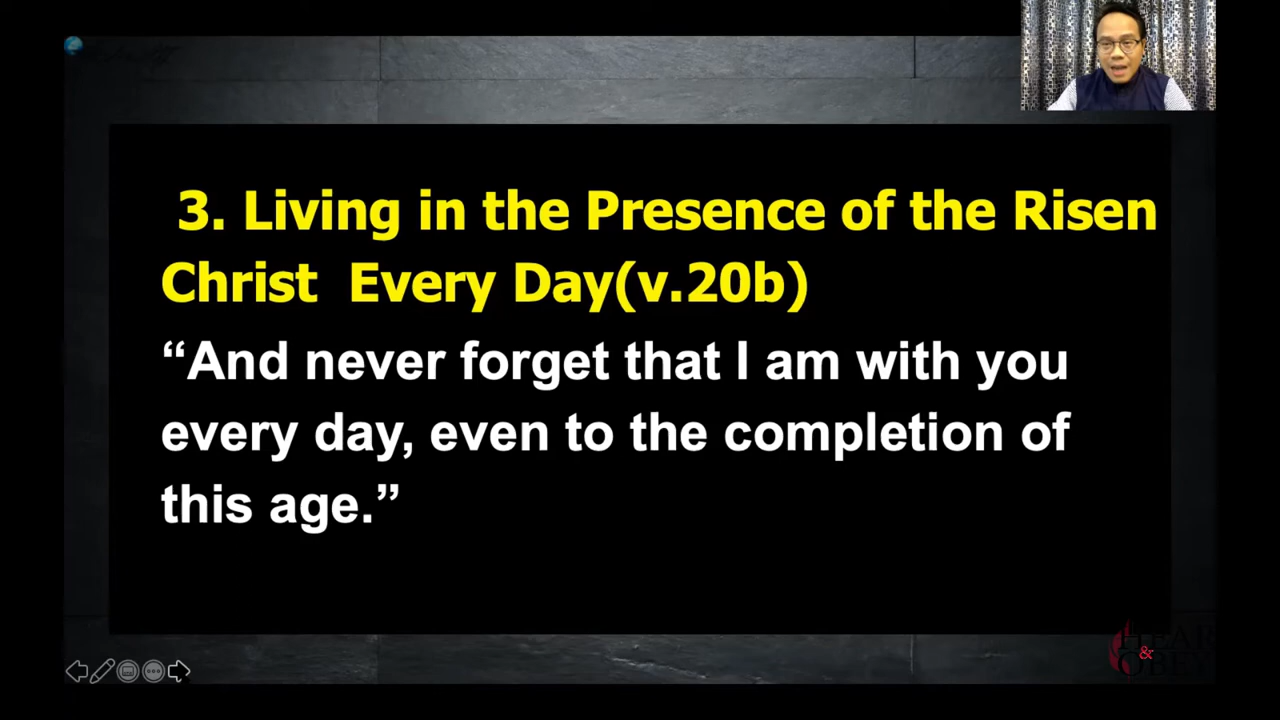 3. Living in the Presence of the Risen
Christ Every Day(v.20b)
“And never forget that I am with you
every day, even to the completion of
this age.”
&